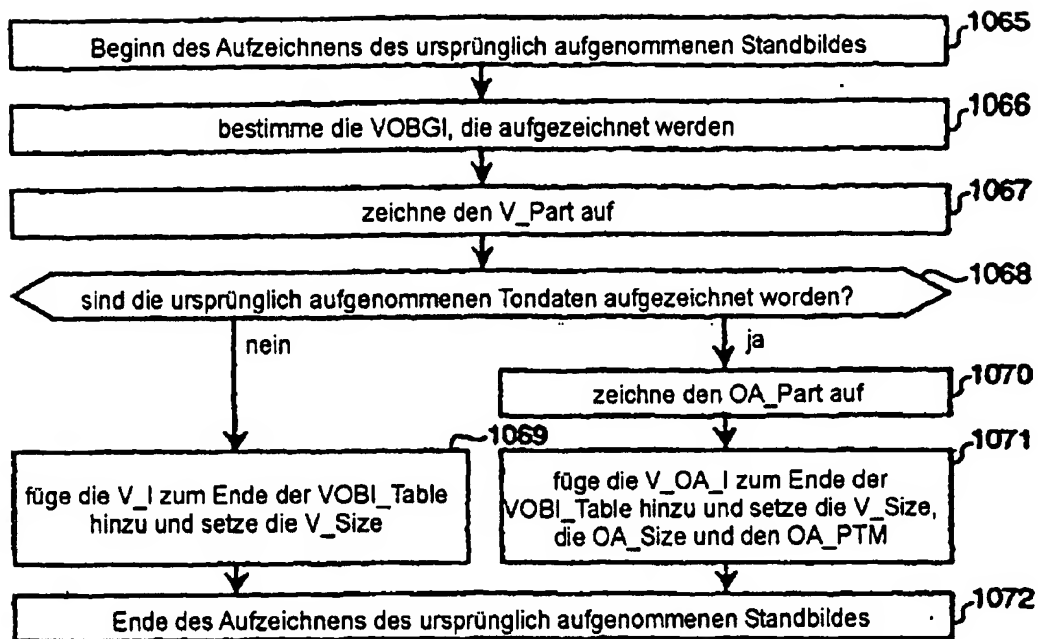 1065
Beginn des Aufzeichnens des ursprünglich aufgenommenen Standbildes
1066
bestimme die VOBGI, die aufgezeichnet werden
1067
zeichne den V_Part auf
1068
sind die ursprünglich aufgenommenen Tondaten aufgezeichnet worden?
nein
ja
1070
zeichne den OA_Part auf
1069
füge die V_I zum Ende der VOBI_Table
hinzu und setze die V_Size
1071
füge die V_OA_I zum Ende der
VOBI_Table hinzu und setze die V_Size,
die OA_Size und den OA_PTM
1072
Ende des Aufzeichnens des ursprünglich aufgenommenen Standbildes